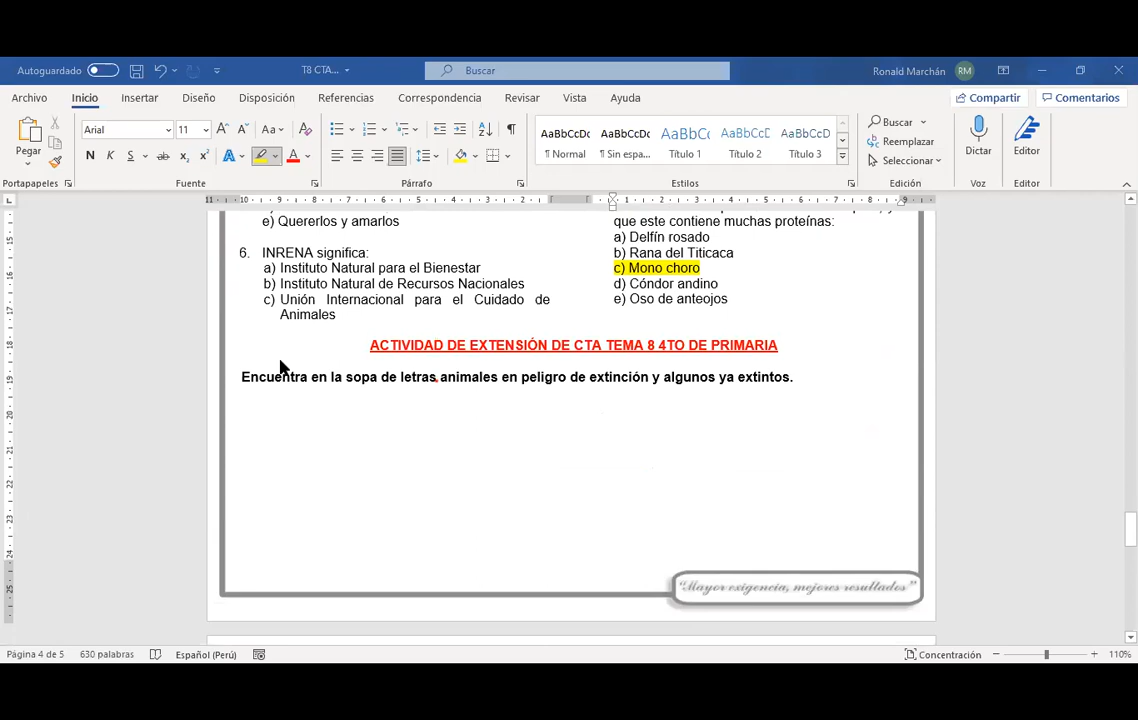 Autoguardado
T8 CTA...
Buscar
Ronald Marchán
RM
Archivo
Inicio
Insertar
Diseño
Disposición
Referencias
Correspondencia
Revisar
Vista
Ayuda
Compartir
Comentarios
Pegar
Arial
11
Aa
N K S ab x₂ x²
AaBbCcDc AaBbCcDc AaBbCc AaBbCcD AaBbCcDc
¶ Normal ¶ Sin espa... Título 1 Título 2 Título 3
Buscar
Reemplazar
Seleccionar
Dictar
Editor
Portapapeles
Fuente
Párrafo
Estilos
Edición
Voz
Editor
e) Quererlos y amarlos
6. INRENA significa:
a) Instituto Natural para el Bienestar
b) Instituto Natural de Recursos Nacionales
c) Unión Internacional para el Cuidado de
Animales
que este contiene muchas proteínas:
a) Delfín rosado
b) Rana del Titicaca
c) Mono choro
d) Cóndor andino
e) Oso de anteojos
ACTIVIDAD DE EXTENSIÓN DE CTA TEMA 8 4TO DE PRIMARIA
Encuentra en la sopa de letras animales en peligro de extinción y algunos ya extintos.
"Mayor exigencia, mejores resultados"
Página 4 de 5
630 palabras
Español (Perú)
Concentración
110%